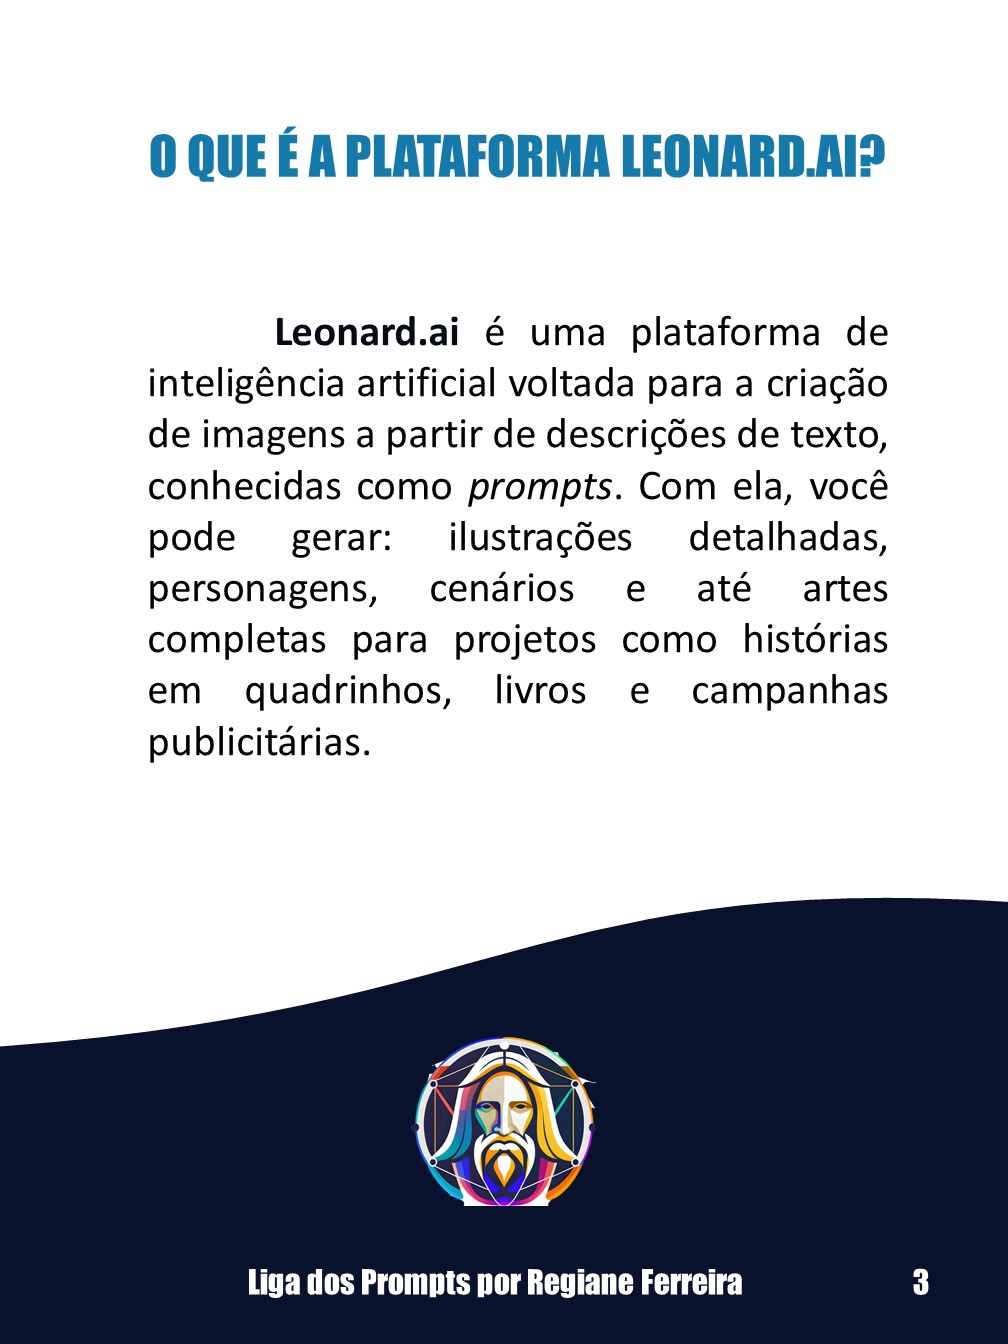 O QUE É A PLATAFORMA LEONARD.AI?
Leonard.ai é uma plataforma de
inteligência artificial voltada para a criação
de imagens a partir de descrições de texto,
conhecidas como prompts. Com ela, você
pode gerar: ilustrações detalhadas,
personagens, cenários e até artes
completas para projetos como histórias
em quadrinhos, livros e campanhas
publicitárias.
Liga dos Prompts por Regiane Ferreira
3